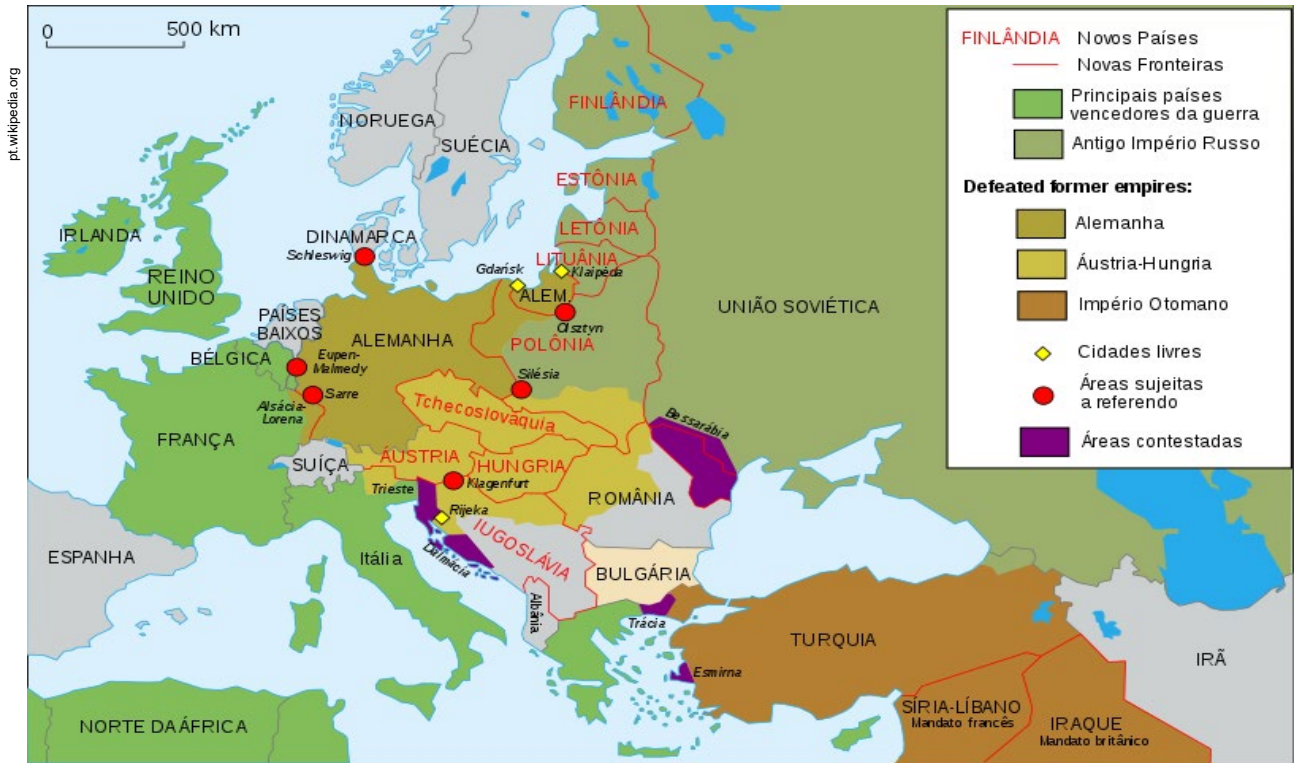 0 500 km
pt.wikipedia.org
FINLÂNDIA Novos Países
Novas Fronteiras
Principais países
vencedores da guerra
Antigo Império Russo
Defeated former empires:
Alemanha
Áustria-Hungria
Império Otomano
Cidades livres
Áreas sujeitas
a referendo
Áreas contestadas
NORUEGA
SUÉCIA
FINLÂNDIA
ESTÔNIA
LETÔNIA
LITUÂNIA
Klaipėda
DINAMARCA
Schleswig
Gdańsk
ALEM.
Olsztyn
IRLANDA
REINO
UNIDO
PAÍSES
BAIXOS
BÉLGICA
Eupen-
Malmedy
ALEMANHA
POLÔNIA
UNIÃO SOVIÉTICA
Silésia
Sarre
Alsácia-
Lorena
Tchecoslováquia
Bessarábia
FRANÇA
SUÍÇA
ÁUSTRIA
HUNGRIA
Klagenfurt
Trieste
Rijeka
ROMÂNIA
IUGOSLÁVIA
Dalmácia
ESPANHA
Itália
BULGÁRIA
Albânia
Trácia
Esmirna
TURQUIA
IRÃ
SÍRIA-LÍBANO
Mandato francês
IRAQUE
Mandato britânico
NORTE DA ÁFRICA